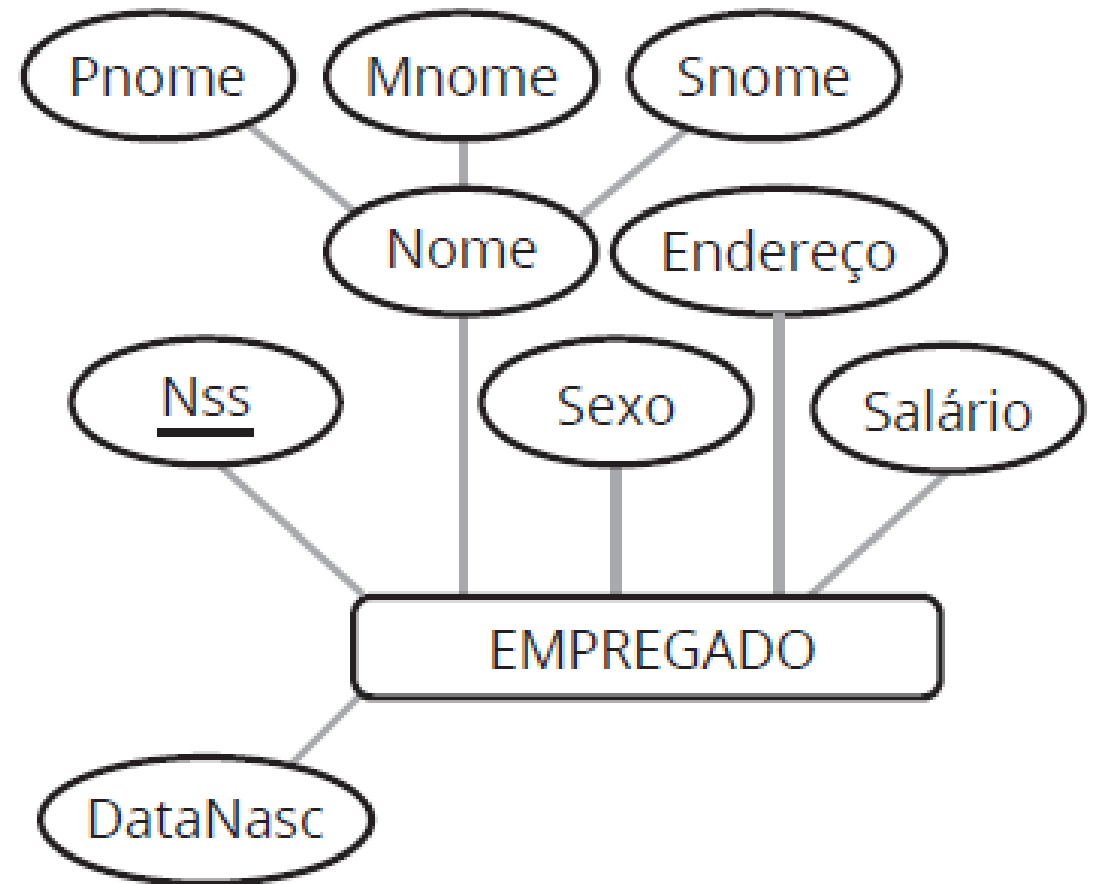 Pnome
Mnome
Snome
Nome
Endereço
Nss
Sexo
Salário
EMPREGADO
DataNasc